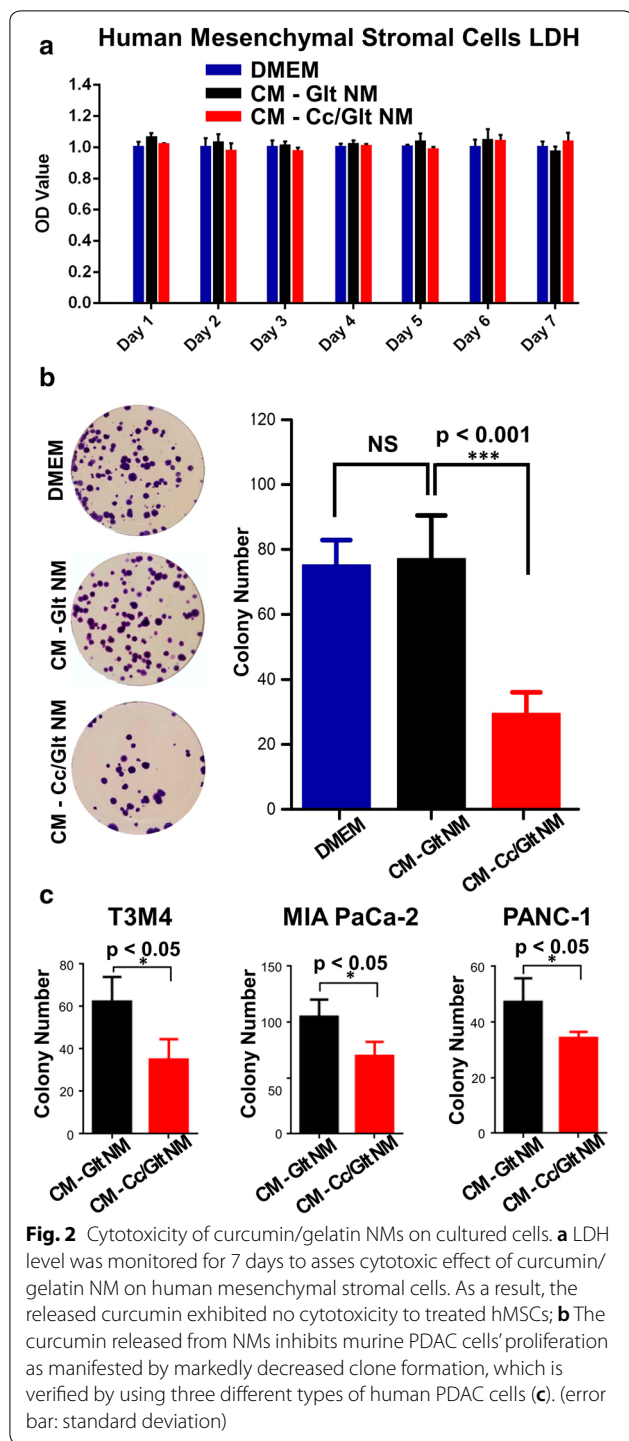 a
Human Mesenchymal Stromal Cells LDH
DMEM
CM - Glt NM
CM - Cc/Glt NM
OD Value
1.4
1.2
1.0
0.8
0.6
0.4
0.2
0.0
Day 1
Day 2
Day 3
Day 4
Day 5
Day 6
Day 7
b
DMEM
CM -Glt NM
CM - Cc/Glt NM
Colony Number
120
100
80
60
40
20
0
NS
p < 0.001
***
DMEM
CM -Glt NM
CM -Cc/Glt NM
c
T3M4
p < 0.05
*
Colony Number
80
60
40
20
0
CM -Glt NM
CM -Cc/Glt NM
MIA PaCa-2
p < 0.05
*
Colony Number
150
100
50
0
CM -Glt NM
CM -Cc/Glt NM
PANC-1
p < 0.05
*
Colony Number
60
40
20
0
CM -Glt NM
CM -Cc/Glt NM
Fig. 2 Cytotoxicity of curcumin/gelatin NMs on cultured cells. a LDH
level was monitored for 7 days to asses cytotoxic effect of curcumin/
gelatin NM on human mesenchymal stromal cells. As a result, the
released curcumin exhibited no cytotoxicity to treated hMSCs; b The
curcumin released from NMs inhibits murine PDAC cells' proliferation
as manifested by markedly decreased clone formation, which is
verified by using three different types of human PDAC cells (c). (error
bar: standard deviation)